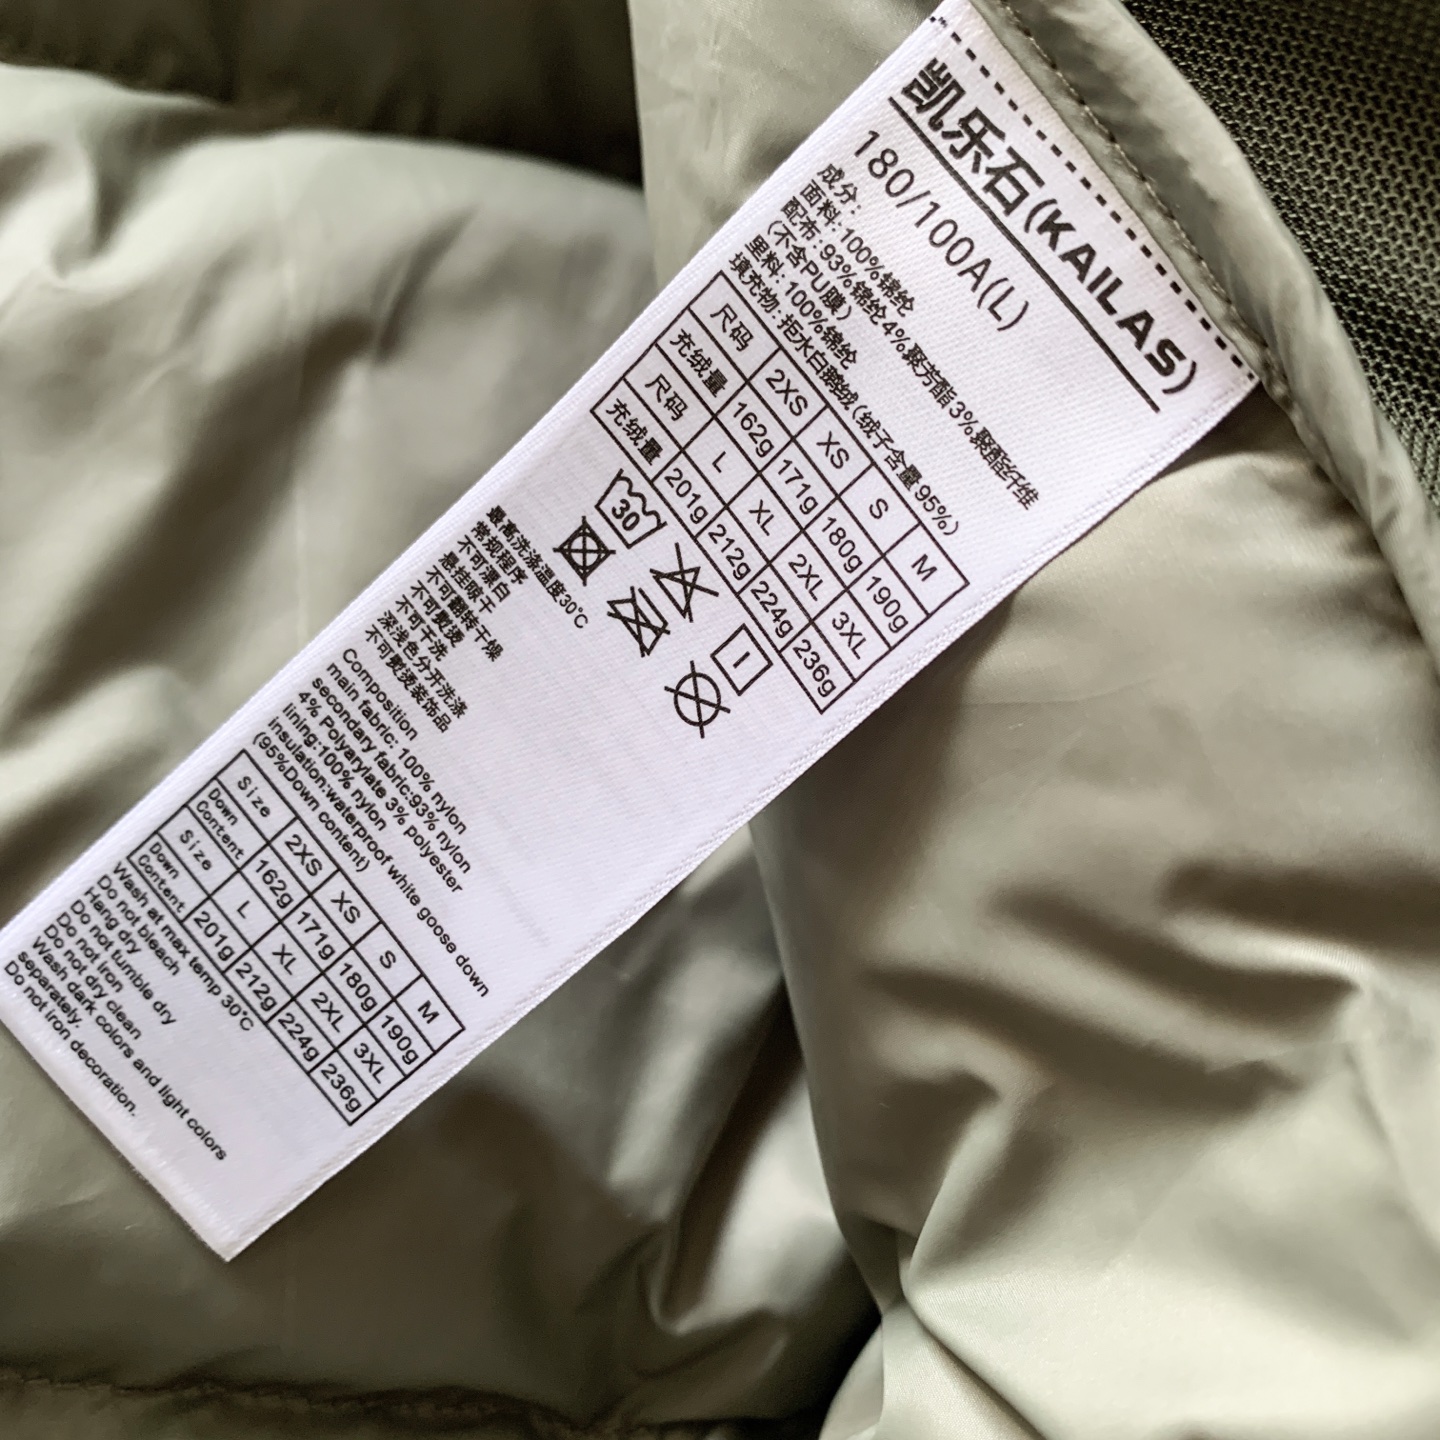 凯乐石(KAILAS)
180/100A(L)
成分:
面料: 100%锦纶
配布: 93%锦纶 4%聚芳酯 3%聚酯纤维
(不含PU膜)
里料: 100%锦纶
填充物: 拒水白鹅绒 (绒子含量 95%)
尺码 2XS XS S M
充绒量 162g 171g 180g 190g
尺码 L XL 2XL 3XL
充绒量 201g 212g 224g 236g
30
最高洗涤温度30℃
常规程序
不可漂白
悬挂晾干
不可翻转干燥
不可熨烫
不可干洗
深浅色分开洗涤
不可熨烫装饰品
Composition
main fabric: 100% nylon
secondary fabric:93% nylon
4% Polyarylate 3% polyester
lining:100% nylon
insulation:waterproof white goose down
(95%Down content)
Size 2XS XS S M
Down Content 162g 171g 180g 190g
Size L XL 2XL 3XL
Down Content 201g 212g 224g 236g
Wash at max temp 30℃
Do not bleach
Hang dry
Do not tumble dry
Do not iron
Do not dry clean
Wash dark colors and light colors
separately.
Do not iron decoration.